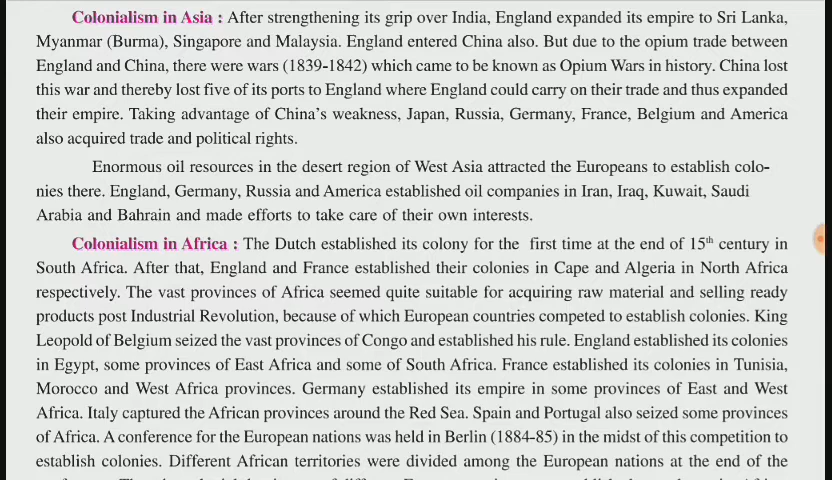 Colonialism in Asia : After strengthening its grip over India, England expanded its empire to Sri Lanka,
Myanmar (Burma), Singapore and Malaysia. England entered China also. But due to the opium trade between
England and China, there were wars (1839-1842) which came to be known as Opium Wars in history. China lost
this war and thereby lost five of its ports to England where England could carry on their trade and thus expanded
their empire. Taking advantage of China's weakness, Japan, Russia, Germany, France, Belgium and America
also acquired trade and political rights.
Enormous oil resources in the desert region of West Asia attracted the Europeans to establish colo-
nies there. England, Germany, Russia and America established oil companies in Iran, Iraq, Kuwait, Saudi
Arabia and Bahrain and made efforts to take care of their own interests.
Colonialism in Africa : The Dutch established its colony for the first time at the end of 15th century in
South Africa. After that, England and France established their colonies in Cape and Algeria in North Africa
respectively. The vast provinces of Africa seemed quite suitable for acquiring raw material and selling ready
products post Industrial Revolution, because of which European countries competed to establish colonies. King
Leopold of Belgium seized the vast provinces of Congo and established his rule. England established its colonies
in Egypt, some provinces of East Africa and some of South Africa. France established its colonies in Tunisia,
Morocco and West Africa provinces. Germany established its empire in some provinces of East and West
Africa. Italy captured the African provinces around the Red Sea. Spain and Portugal also seized some provinces
of Africa. A conference for the European nations was held in Berlin (1884-85) in the midst of this competition to
establish colonies. Different African territories were divided among the European nations at the end of the